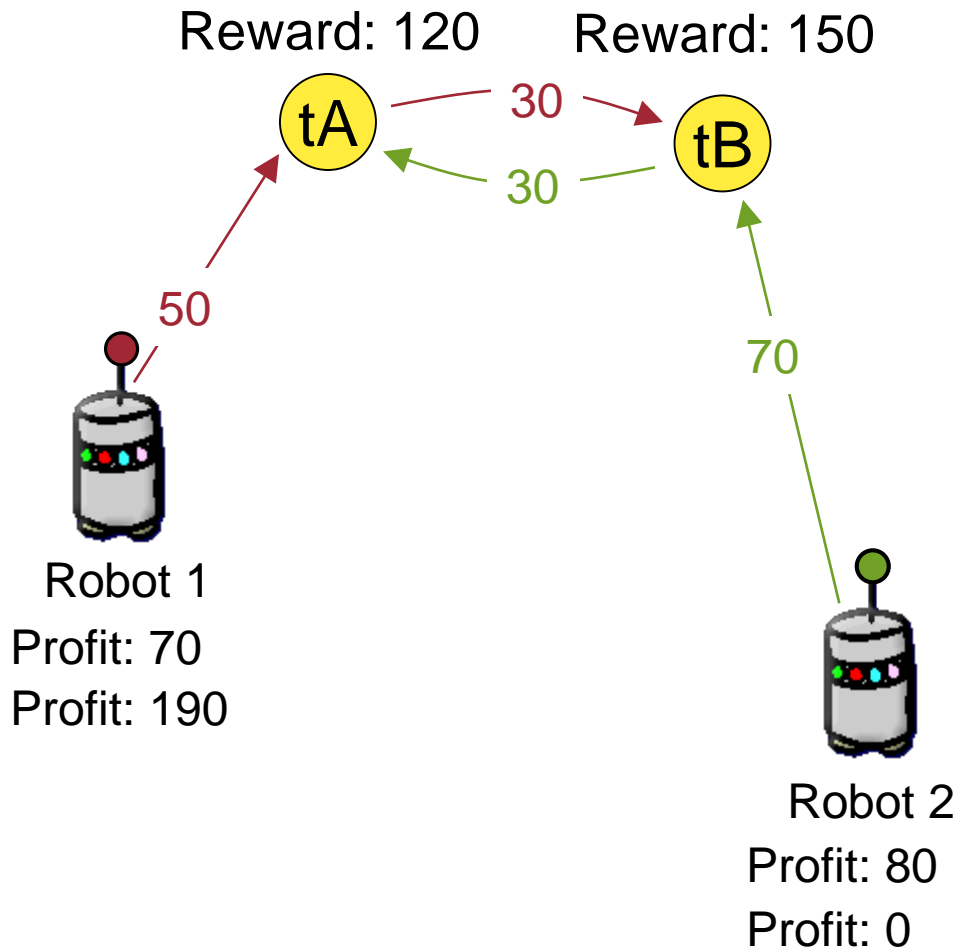 Reward: 120
Reward: 150
tA
30
tB
30
50
70
Robot 1
Profit: 70
Profit: 190
Robot 2
Profit: 80
Profit: 0